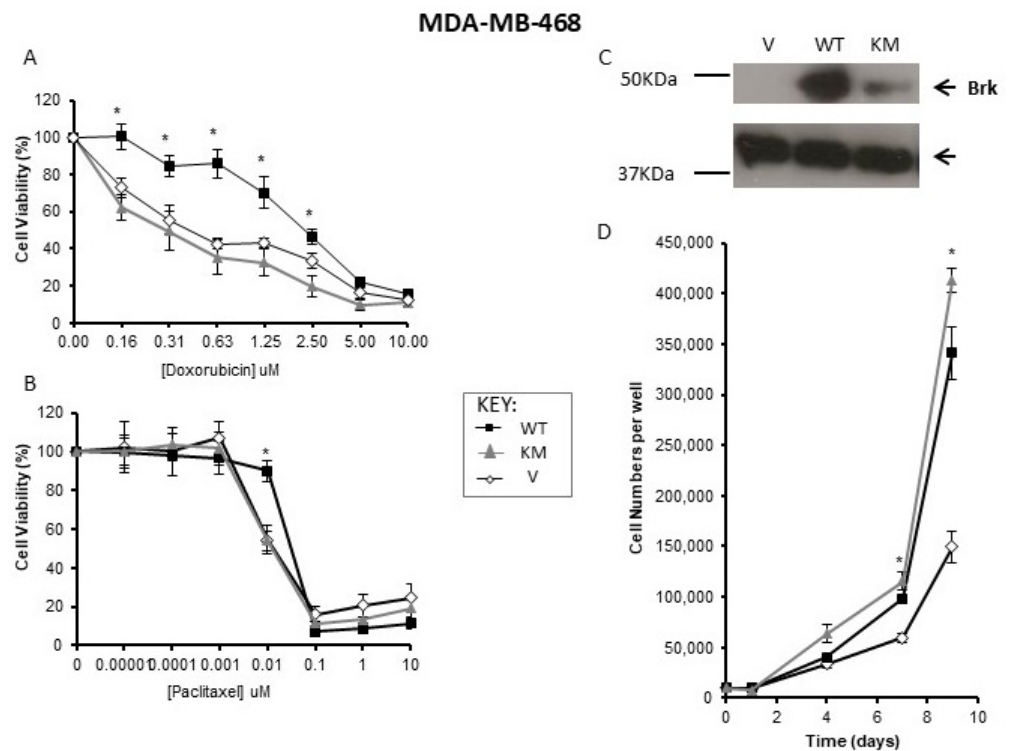 MDA-MB-468
A
120
100
80
60
40
20
0
Cell Viability (%)
* * * * *
0.00 0.16 0.31 0.63 1.25 2.50 5.00 10.00
[Doxorubicin] uM
B
120
100
80
60
40
20
0
Cell Viability (%)
*
0 0.00001 0.0001 0.001 0.01 0.1 1 10
[Paclitaxel] uM
KEY:
WT
KM
V
C
V WT KM
50KDa
Brk
37KDa
D
450,000
400,000
350,000
300,000
250,000
200,000
150,000
100,000
50,000
0
Cell Numbers per well
* *
0 2 4 6 8 10
Time (days)